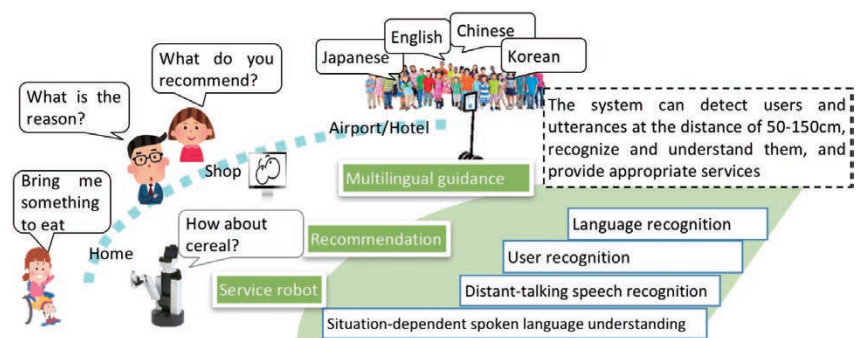 Japanese
English
Chinese
Korean
What do you
recommend?
What is the
reason?
Bring me
something
to eat
How about
cereal?
Home
Shop
Airport/Hotel
Service robot
Recommendation
Multilingual guidance
The system can detect users and
utterances at the distance of 50-150cm,
recognize and understand them, and
provide appropriate services
Language recognition
User recognition
Distant-talking speech recognition
Situation-dependent spoken language understanding